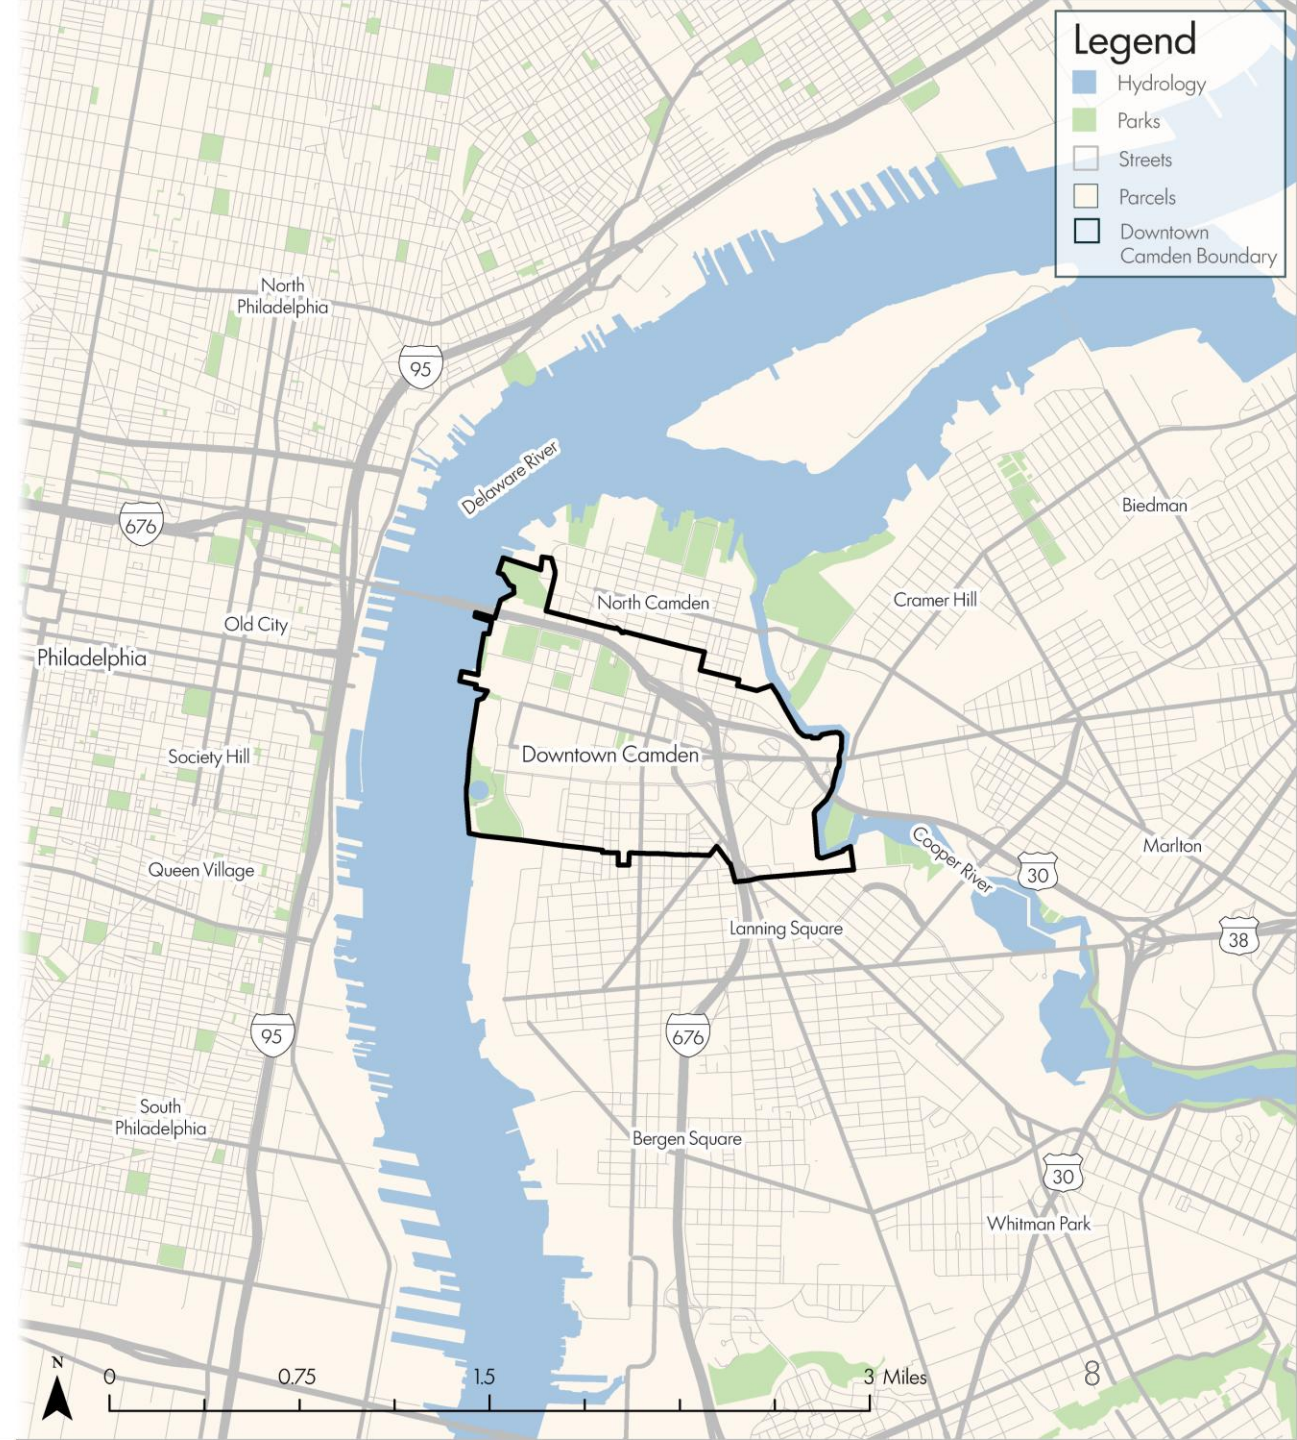 Legend
Hydrology
Parks
Streets
Parcels
Downtown
Camden Boundary
North
Philadelphia
95
Delaware River
676
Biedman
North Camden
Cramer Hill
Old City
Philadelphia
Society Hill
Downtown Camden
Queen Village
Cooper River
Marlton
30
Lanning Square
38
95
676
South
Philadelphia
Bergen Square
30
Whitman Park
N
0
0.75
1.5
3 Miles
8